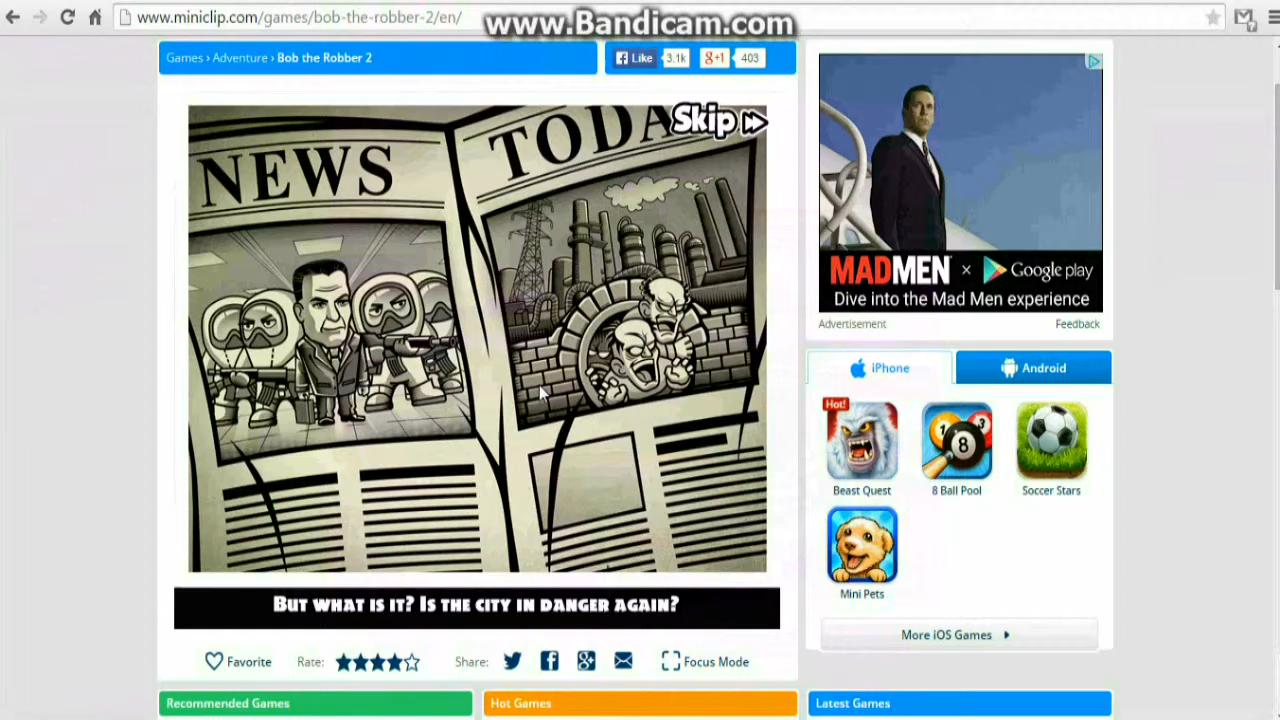 www.miniclip.com/games/bob-the-robber-2/en/
www.Bandicam.com
Games › Adventure › Bob the Robber 2
Like 3.1k +1 403
NEWS
TODA
Skip
MADMEN × Google play
Dive into the Mad Men experience
Advertisement Feedback
iPhone Android
Hot!
Beast Quest 8 Ball Pool Soccer Stars
Mini Pets
More iOS Games
But what is it? Is the city in danger again?
Favorite Rate: Share: Focus Mode
Recommended Games Hot Games Latest Games